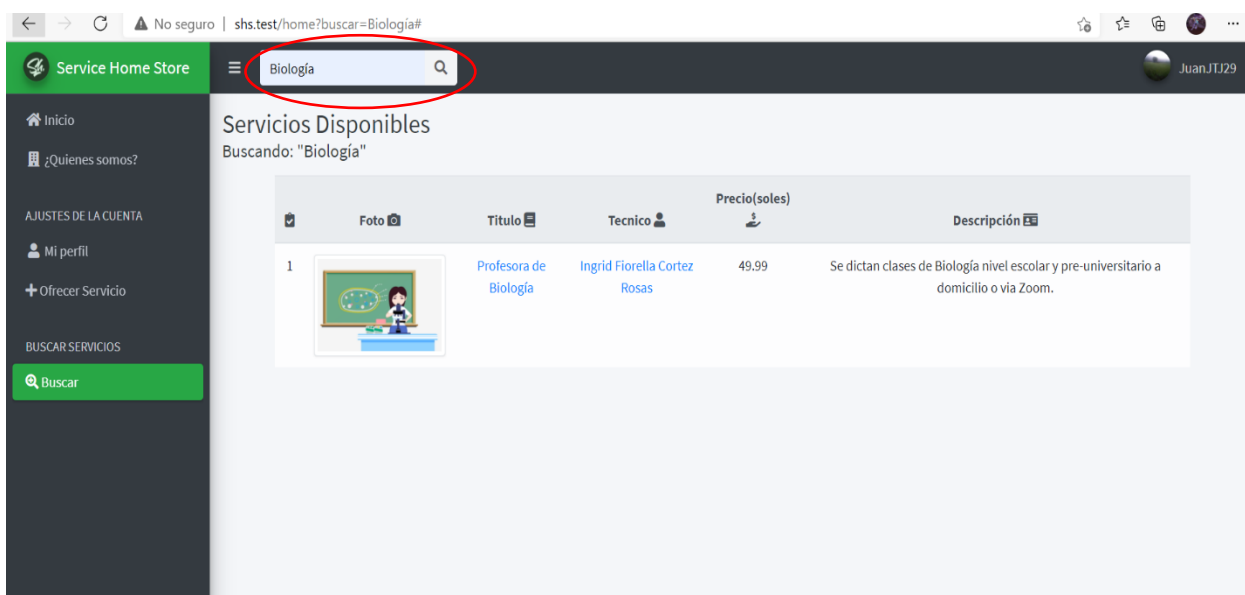 No seguro | shs.test/home?buscar=Biología#
Service Home Store
Biología
Juan.JTJ29
Inicio
¿Quienes somos?
AJUSTES DE LA CUENTA
Mi perfil
Ofrecer Servicio
BUSCAR SERVICIOS
Buscar
Servicios Disponibles
Buscando: "Biología"
Foto Titulo Tecnico Precio(soles) Descripción
1 Profesora de Biología Ingrid Fiorella Cortez Rosas 49.99 Se dictan clases de Biología nivel escolar y pre-universitario a
domicilio o via Zoom.